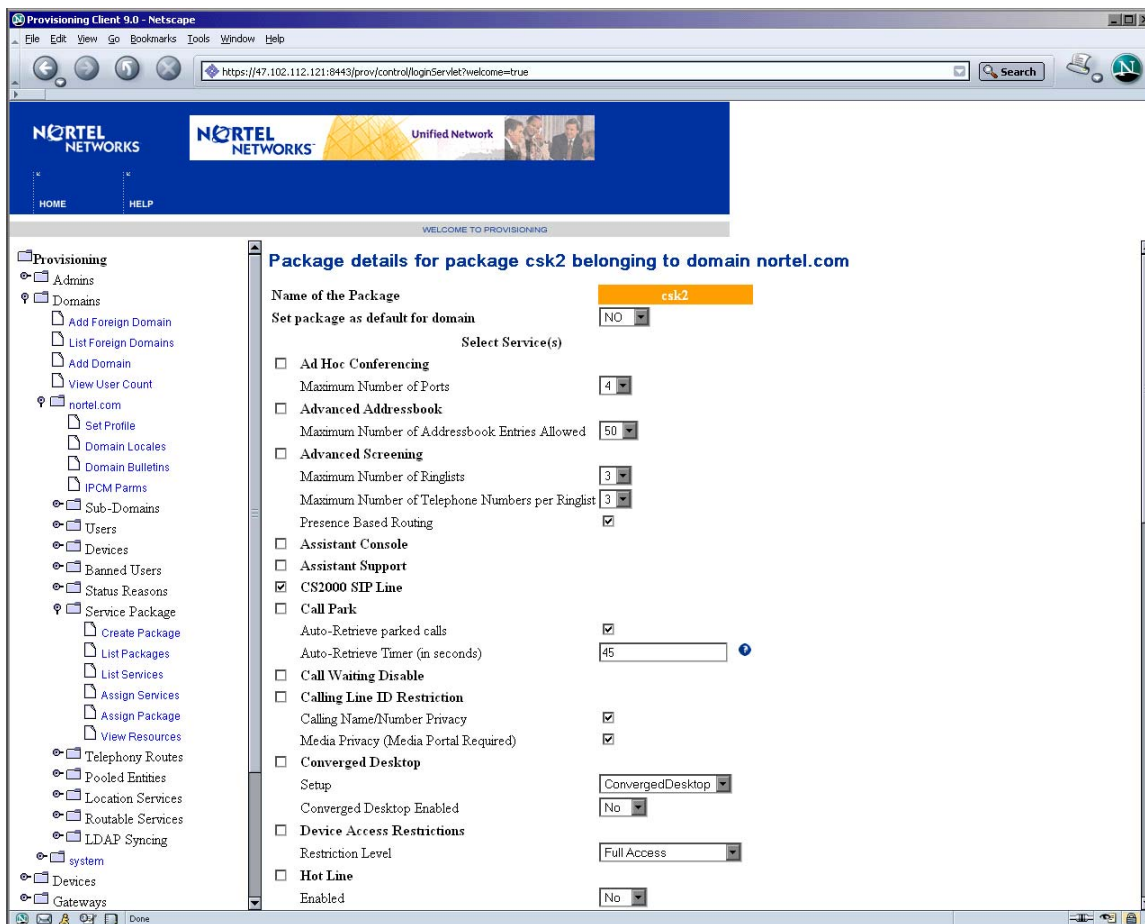 Provisioning Client 9.0 - Netscape
File Edit View Go Bookmarks Tools Window Help
https://47.102.112.121:8443/prov/control/loginServlet?welcome=true
Search
N
NORTEL NETWORKS
NORTEL NETWORKS
Unified Network
HOME HELP
WELCOME TO PROVISIONING
Provisioning
Admins
Domains
Add Foreign Domain
List Foreign Domains
Add Domain
View User Count
nortel.com
Set Profile
Domain Locales
Domain Bulletins
IPCM Parms
Sub-Domains
Users
Devices
Banned Users
Status Reasons
Service Package
Create Package
List Packages
List Services
Assign Services
Assign Package
View Resources
Telephony Routes
Pooled Entities
Location Services
Routable Services
LDAP Syncing
system
Devices
Gateways
Package details for package csk2 belonging to domain nortel.com
Name of the Package csk2
Set package as default for domain NO
Select Service(s)
Ad Hoc Conferencing
Maximum Number of Ports 4
Advanced Addressbook
Maximum Number of Addressbook Entries Allowed 50
Advanced Screening
Maximum Number of Ringlists 3
Maximum Number of Telephone Numbers per Ringlist 3
Presence Based Routing
Assistant Console
Assistant Support
CS2000 SIP Line
Call Park
Auto-Retrieve parked calls
Auto-Retrieve Timer (in seconds) 45 ?
Call Waiting Disable
Calling Line ID Restriction
Calling Name/Number Privacy
Media Privacy (Media Portal Required)
Converged Desktop
Setup ConvergedDesktop
Converged Desktop Enabled No
Device Access Restrictions
Restriction Level Full Access
Hot Line
Enabled No
Done